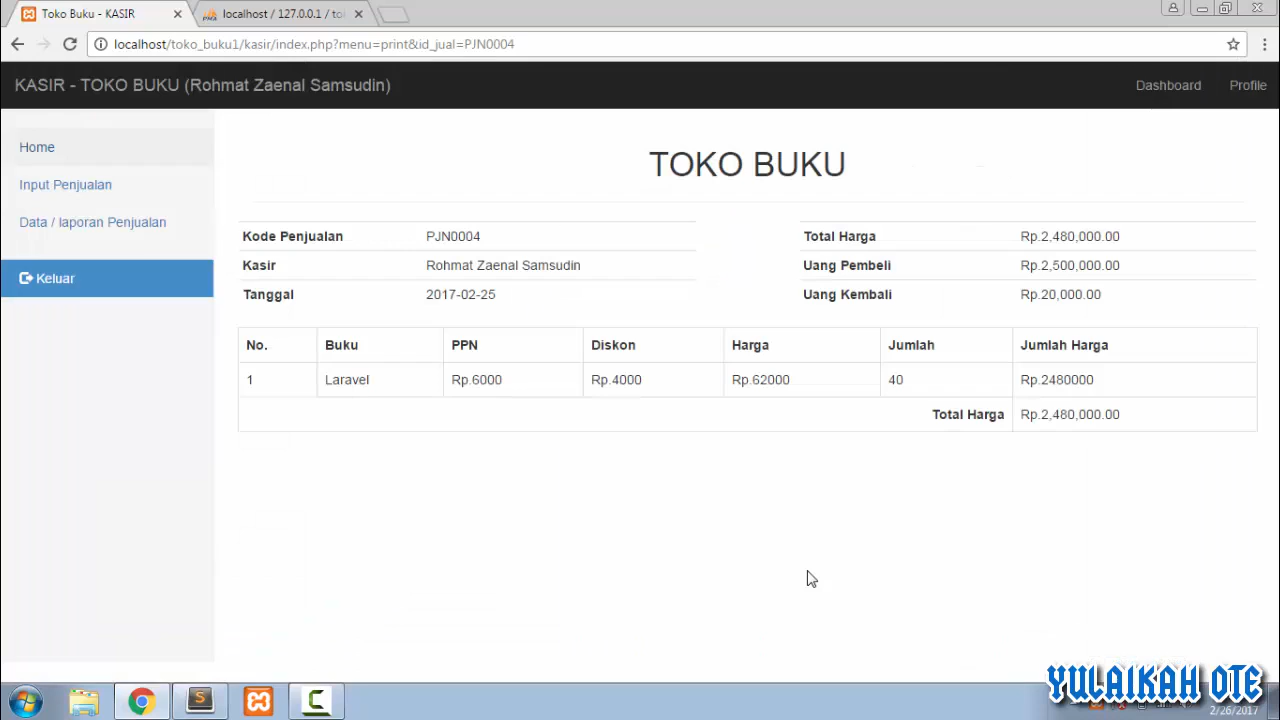 Toko Buku - KASIR
localhost / 127.0.0.1 / tok
localhost/toko_buku1/kasir/index.php?menu=print&id_jual=PJN0004
KASIR - TOKO BUKU (Rohmat Zaenal Samsudin)
Dashboard
Profile
Home
Input Penjualan
Data / laporan Penjualan
Keluar
TOKO BUKU
Kode Penjualan PJN0004
Kasir Rohmat Zaenal Samsudin
Tanggal 2017-02-25
Total Harga Rp.2,480,000.00
Uang Pembeli Rp.2,500,000.00
Uang Kembali Rp.20,000.00
No. Buku PPN Diskon Harga Jumlah Jumlah Harga
1 Laravel Rp.6000 Rp.4000 Rp.62000 40 Rp.2480000
Total Harga Rp.2,480,000.00
YULAIKAH OTE
2/26/2017